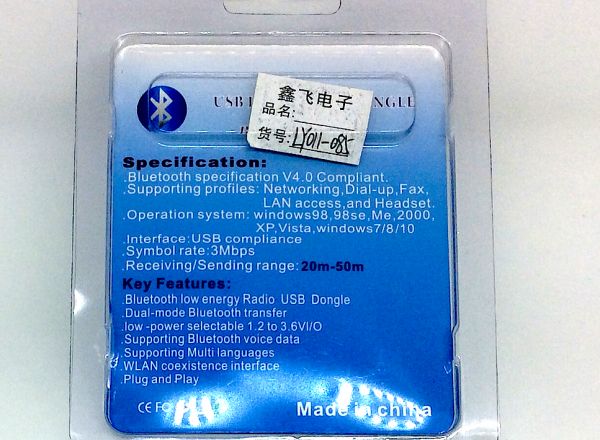 USB
NGLE
鑫飞电子
品名:
货号: LY011-085
Specification:
.Bluetooth specification V4.0 Compliant.
.Supporting profiles: Networking,Dial-up,Fax,
LAN access,and Headset.
.Operation system: windows98,98se,Me,2000,
XP,Vista,windows7/8/10
.Interface:USB compliance
.Symbol rate:3Mbps
.Receiving/Sending range: 20m-50m
Key Features:
.Bluetooth low energy Radio USB Dongle
.Dual-mode Bluetooth transfer
.low -power selectable 1.2 to 3.6VI/O
.Supporting Bluetooth voice data
.Supporting Multi languages
.WLAN coexistence interface
.Plug and Play
CE FC
Made in china